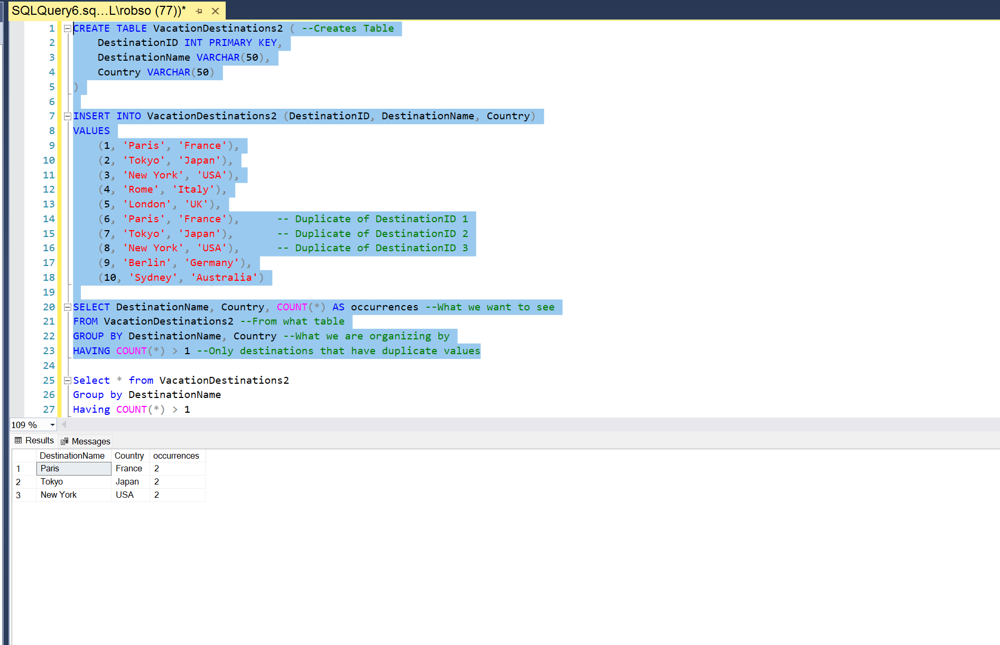 SQLQuery6.sq...L\robso (77))*
1 CREATE TABLE VacationDestinations2 ( --Creates Table
2 DestinationID INT PRIMARY KEY,
3 DestinationName VARCHAR(50),
4 Country VARCHAR(50)
5 )
6
7 INSERT INTO VacationDestinations2 (DestinationID, DestinationName, Country)
8 VALUES
9 (1, 'Paris', 'France'),
10 (2, 'Tokyo', 'Japan'),
11 (3, 'New York', 'USA'),
12 (4, 'Rome', 'Italy'),
13 (5, 'London', 'UK'),
14 (6, 'Paris', 'France'), -- Duplicate of DestinationID 1
15 (7, 'Tokyo', 'Japan'), -- Duplicate of DestinationID 2
16 (8, 'New York', 'USA'), -- Duplicate of DestinationID 3
17 (9, 'Berlin', 'Germany'),
18 (10, 'Sydney', 'Australia')
19
20 SELECT DestinationName, Country, COUNT(*) AS occurrences --What we want to see
21 FROM VacationDestinations2 --From what table
22 GROUP BY DestinationName, Country --What we are organizing by
23 HAVING COUNT(*) > 1 --Only destinations that have duplicate values
24
25 Select * from VacationDestinations2
26 Group by DestinationName
27 Having COUNT(*) > 1
109 %
Results Messages
DestinationName Country occurrences
1 Paris France 2
2 Tokyo Japan 2
3 New York USA 2